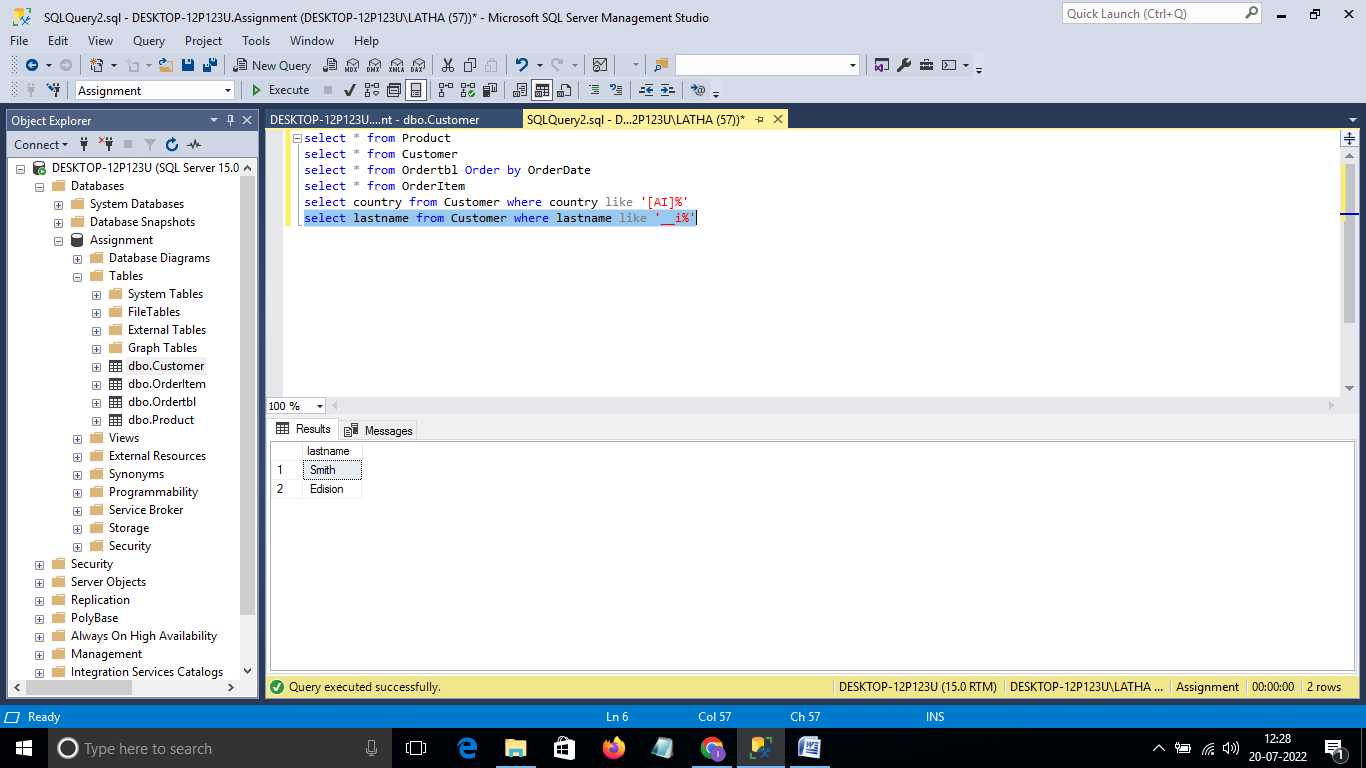 SQLQuery2.sql - DESKTOP-12P123U.Assignment (DESKTOP-12P123U\LATHA (57))* - Microsoft SQL Server Management Studio
Quick Launch (Ctrl+Q)
File Edit View Query Project Tools Window Help
New Query MDX DMX XMLA DAX
Assignment Execute
Object Explorer
Connect
DESKTOP-12P123U (SQL Server 15.0
Databases
System Databases
Database Snapshots
Assignment
Database Diagrams
Tables
System Tables
FileTables
External Tables
Graph Tables
dbo.Customer
dbo.OrderItem
dbo.Ordertbl
dbo.Product
Views
External Resources
Synonyms
Programmability
Service Broker
Storage
Security
Security
Server Objects
Replication
PolyBase
Always On High Availability
Management
Integration Services Catalogs
DESKTOP-12P123U....nt - dbo.Customer
SQLQuery2.sql - D...2P123U\LATHA (57))*
select * from Product
select * from Customer
select * from Ordertbl Order by OrderDate
select * from OrderItem
select country from Customer where country like '[AI]%'
select lastname from Customer where lastname like '__i%'
100 %
Results Messages
lastname
1 Smith
2 Edision
Query executed successfully.
DESKTOP-12P123U (15.0 RTM) DESKTOP-12P123U\LATHA ... Assignment 00:00:00 2 rows
Ready Ln 6 Col 57 Ch 57 INS
Type here to search
12:28
20-07-2022
1